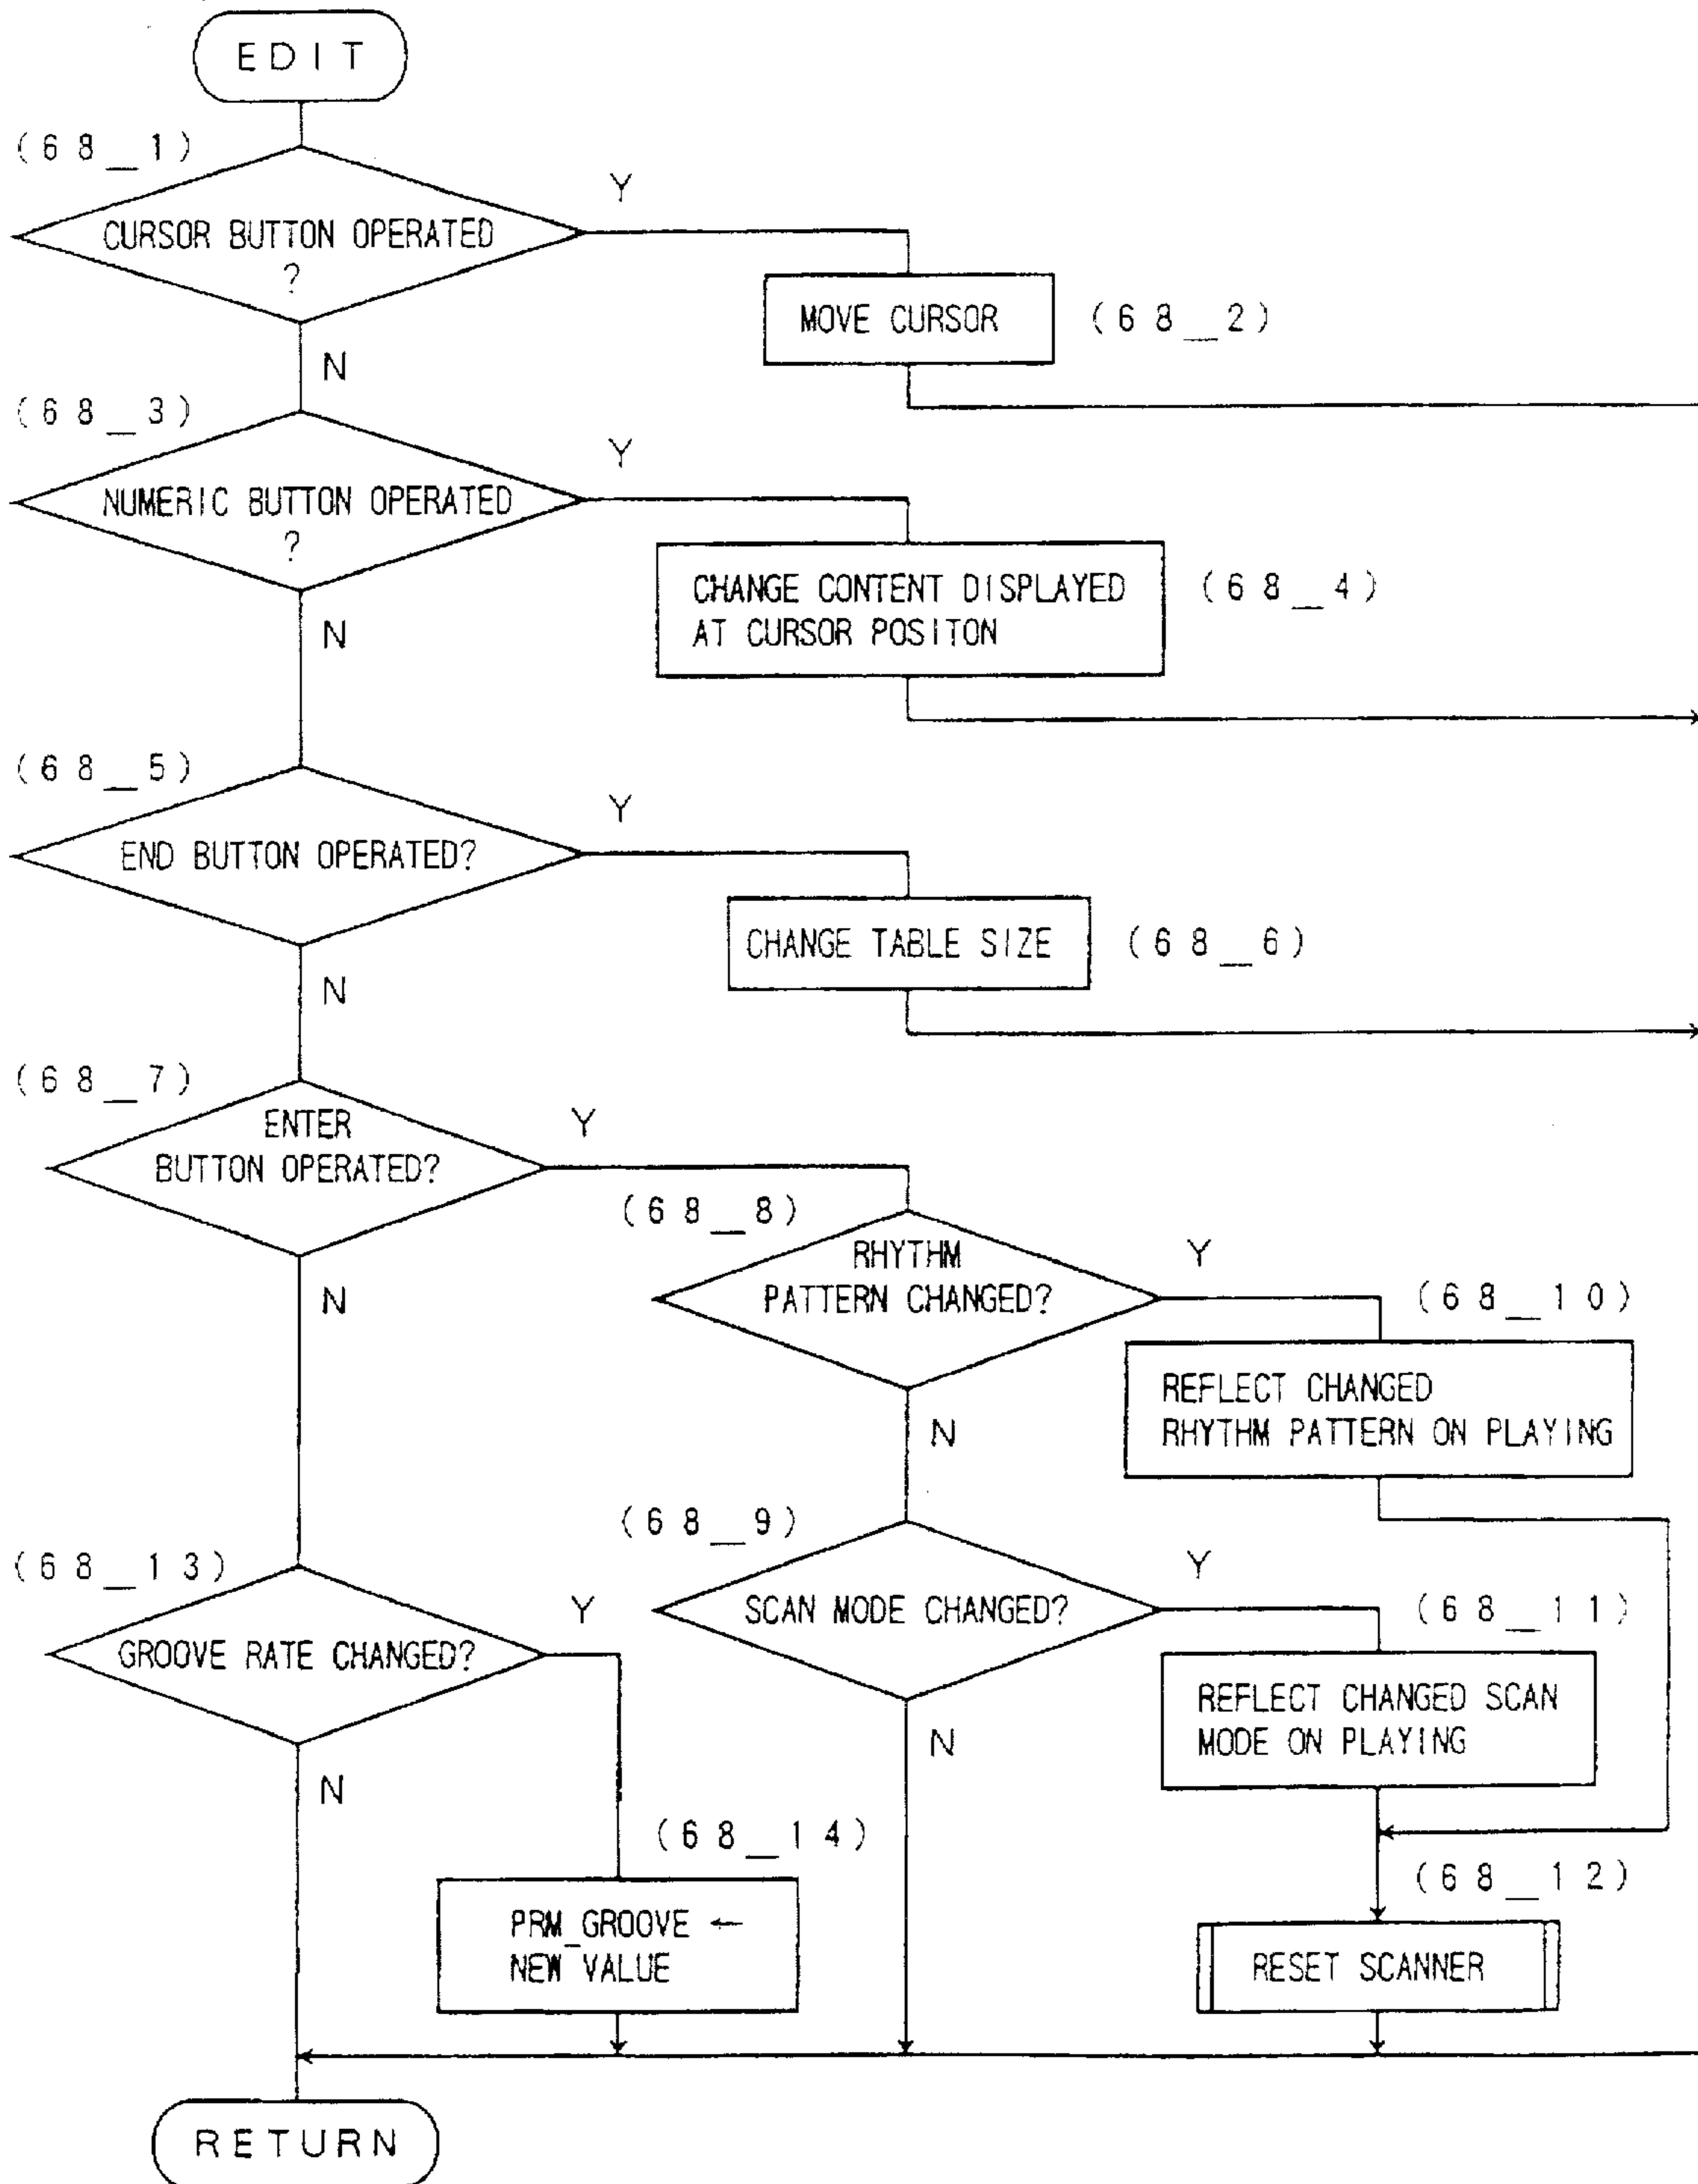 EDIT
(68_1)
Y
CURSOR BUTTON OPERATED
?
MOVE CURSOR
(68_2)
N
(68_3)
Y
NUMERIC BUTTON OPERATED
?
CHANGE CONTENT DISPLAYED
AT CURSOR POSITON
(68_4)
N
(68_5)
Y
END BUTTON OPERATED?
CHANGE TABLE SIZE
(68_6)
N
(68_7)
ENTER
BUTTON OPERATED?
Y
(68_8)
RHYTHM
PATTERN CHANGED?
Y
(68_10)
N
REFLECT CHANGED
RHYTHM PATTERN ON PLAYING
N
(68_9)
SCAN MODE CHANGED?
Y
(68_11)
(68_13)
GROOVE RATE CHANGED?
Y
REFLECT CHANGED SCAN
MODE ON PLAYING
N
N
(68_14)
(68_12)
PRM_GROOVE ←
NEW VALUE
RESET SCANNER
RETURN